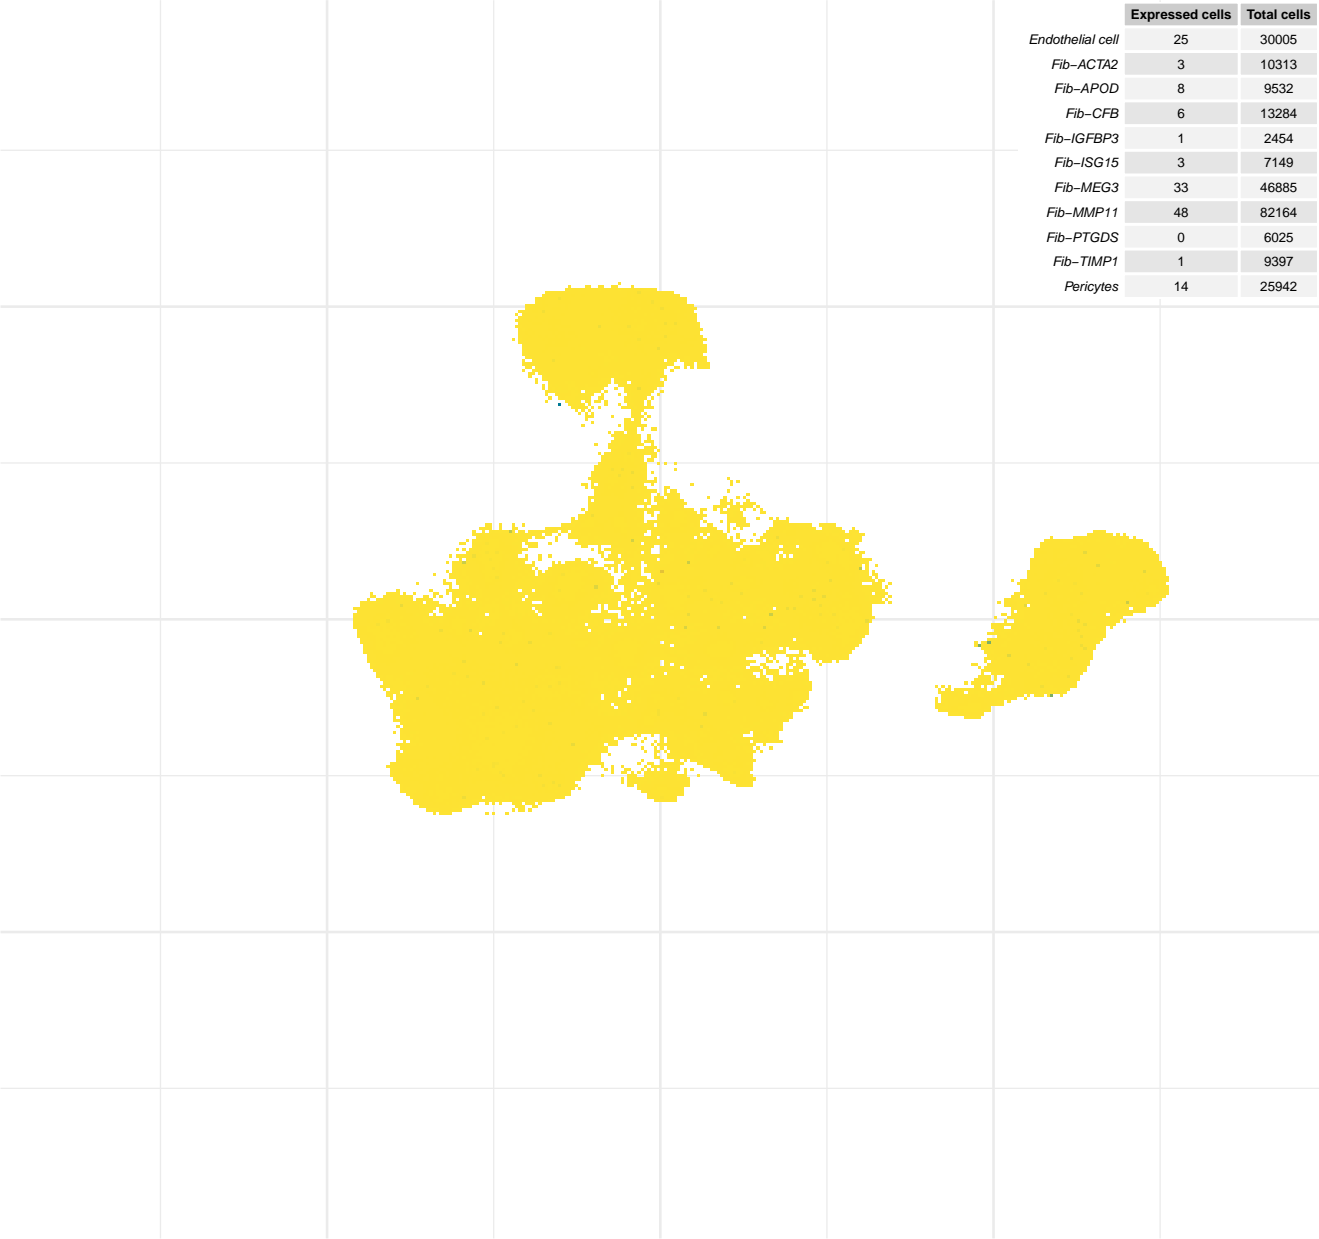 Expressed cells Total cells
Endothelial cell 25 30005
Fib−ACTA2 3 10313
Fib−APOD 8 9532
Fib−CFB 6 13284
Fib−IGFBP3 1 2454
Fib−ISG15 3 7149
Fib−MEG3 33 46885
Fib−MMP11 48 82164
Fib−PTGDS 0 6025
Fib−TIMP1 1 9397
Pericytes 14 25942